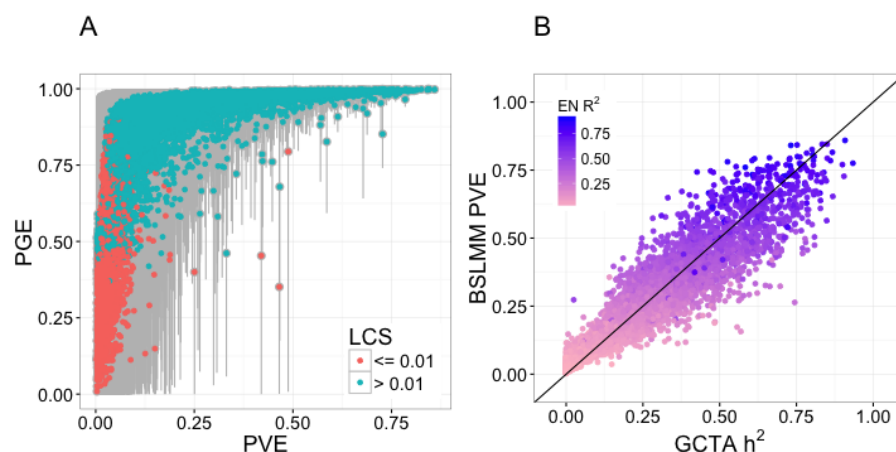 A
PGE
1.00
0.75
0.50
0.25
0.00
LCS
<= 0.01
> 0.01
0.00 0.25 0.50 0.75
PVE
B
BSLMM PVE
1.00
0.75
0.50
0.25
0.00
EN R²
0.75
0.50
0.25
0.00 0.25 0.50 0.75 1.00
GCTA h²